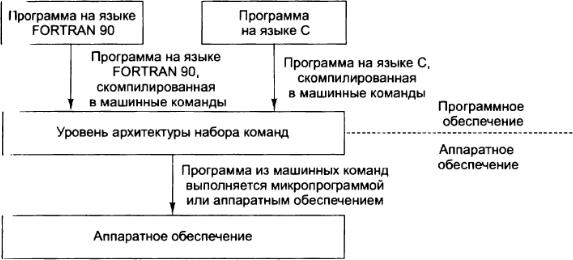 Программа на языке
FORTRAN 90
Программа
на языке C
Программа на языке
FORTRAN 90,
скомпилированная
в машинные команды
Программа на языке C,
скомпилированная
в машинные команды
Уровень архитектуры набора команд
Программное
обеспечение
Аппаратное
обеспечение
Программа из машинных команд
выполняется микропрограммой
или аппаратным обеспечением
Аппаратное обеспечение